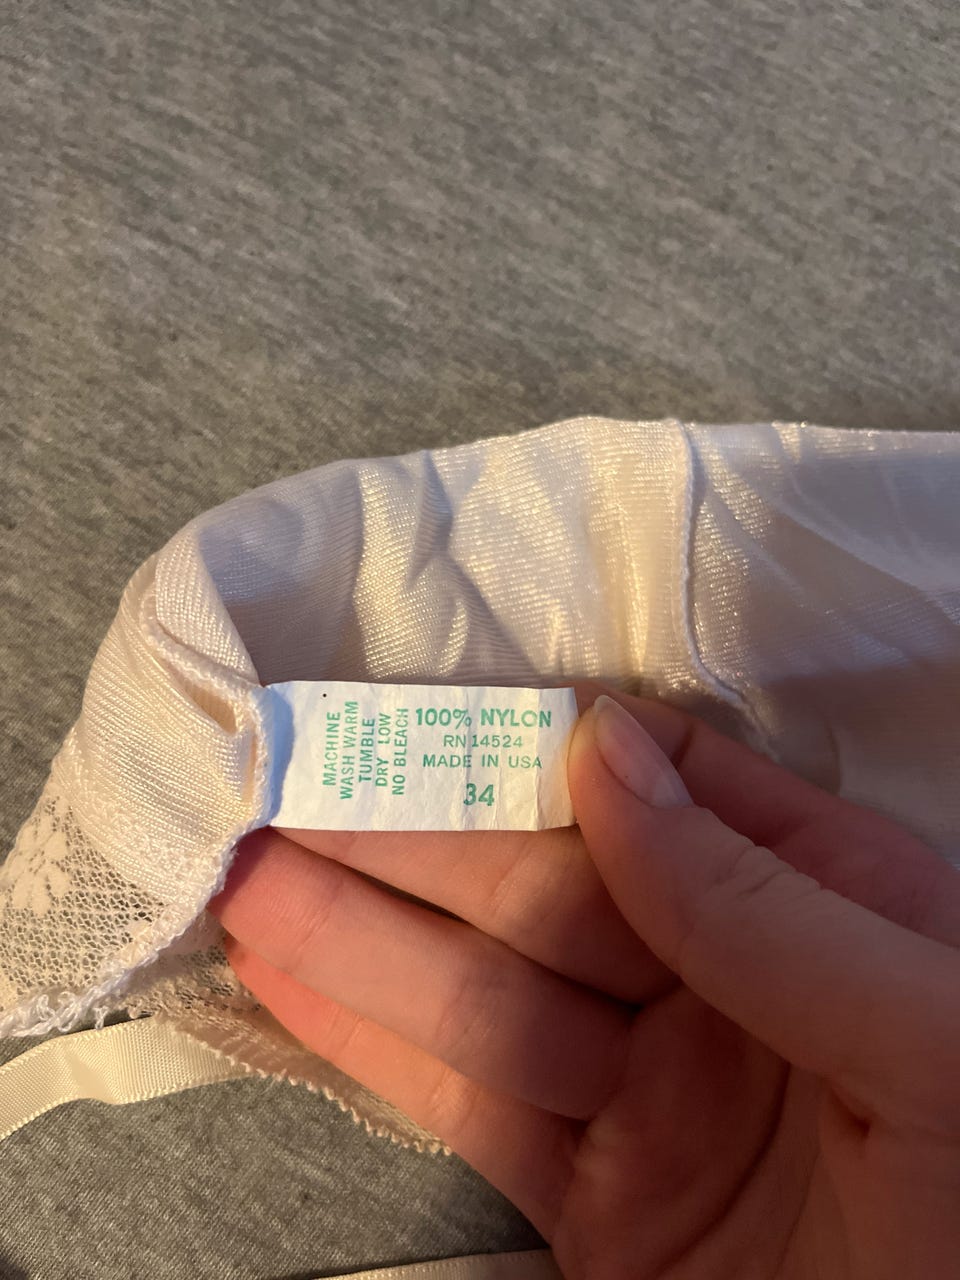 MACHINE
WASH WARM
TUMBLE
DRY LOW
NO BLEACH
100% NYLON
RN 14524
MADE IN USA
34